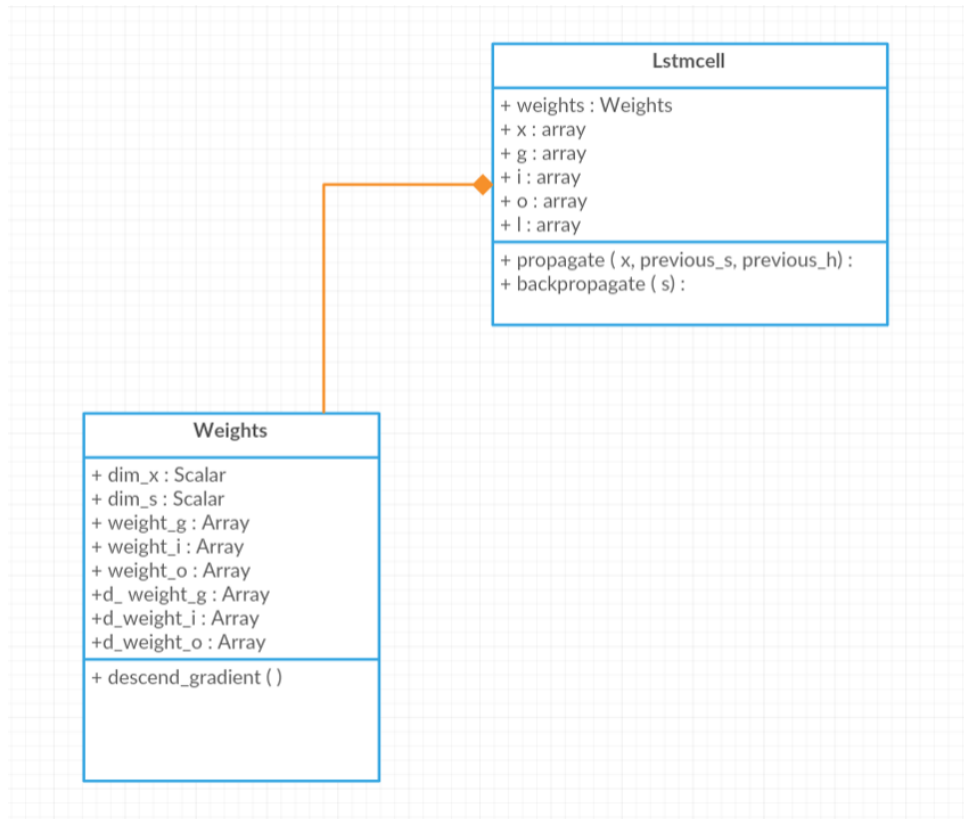 Lstmcell
+ weights : Weights
+ x : array
+ g : array
+ i : array
+ o : array
+ l : array
+ propagate ( x, previous_s, previous_h) :
+ backpropagate ( s) :
Weights
+ dim_x : Scalar
+ dim_s : Scalar
+ weight_g : Array
+ weight_i : Array
+ weight_o : Array
+d_ weight_g : Array
+d_weight_i : Array
+d_weight_o : Array
+ descend_gradient ( )